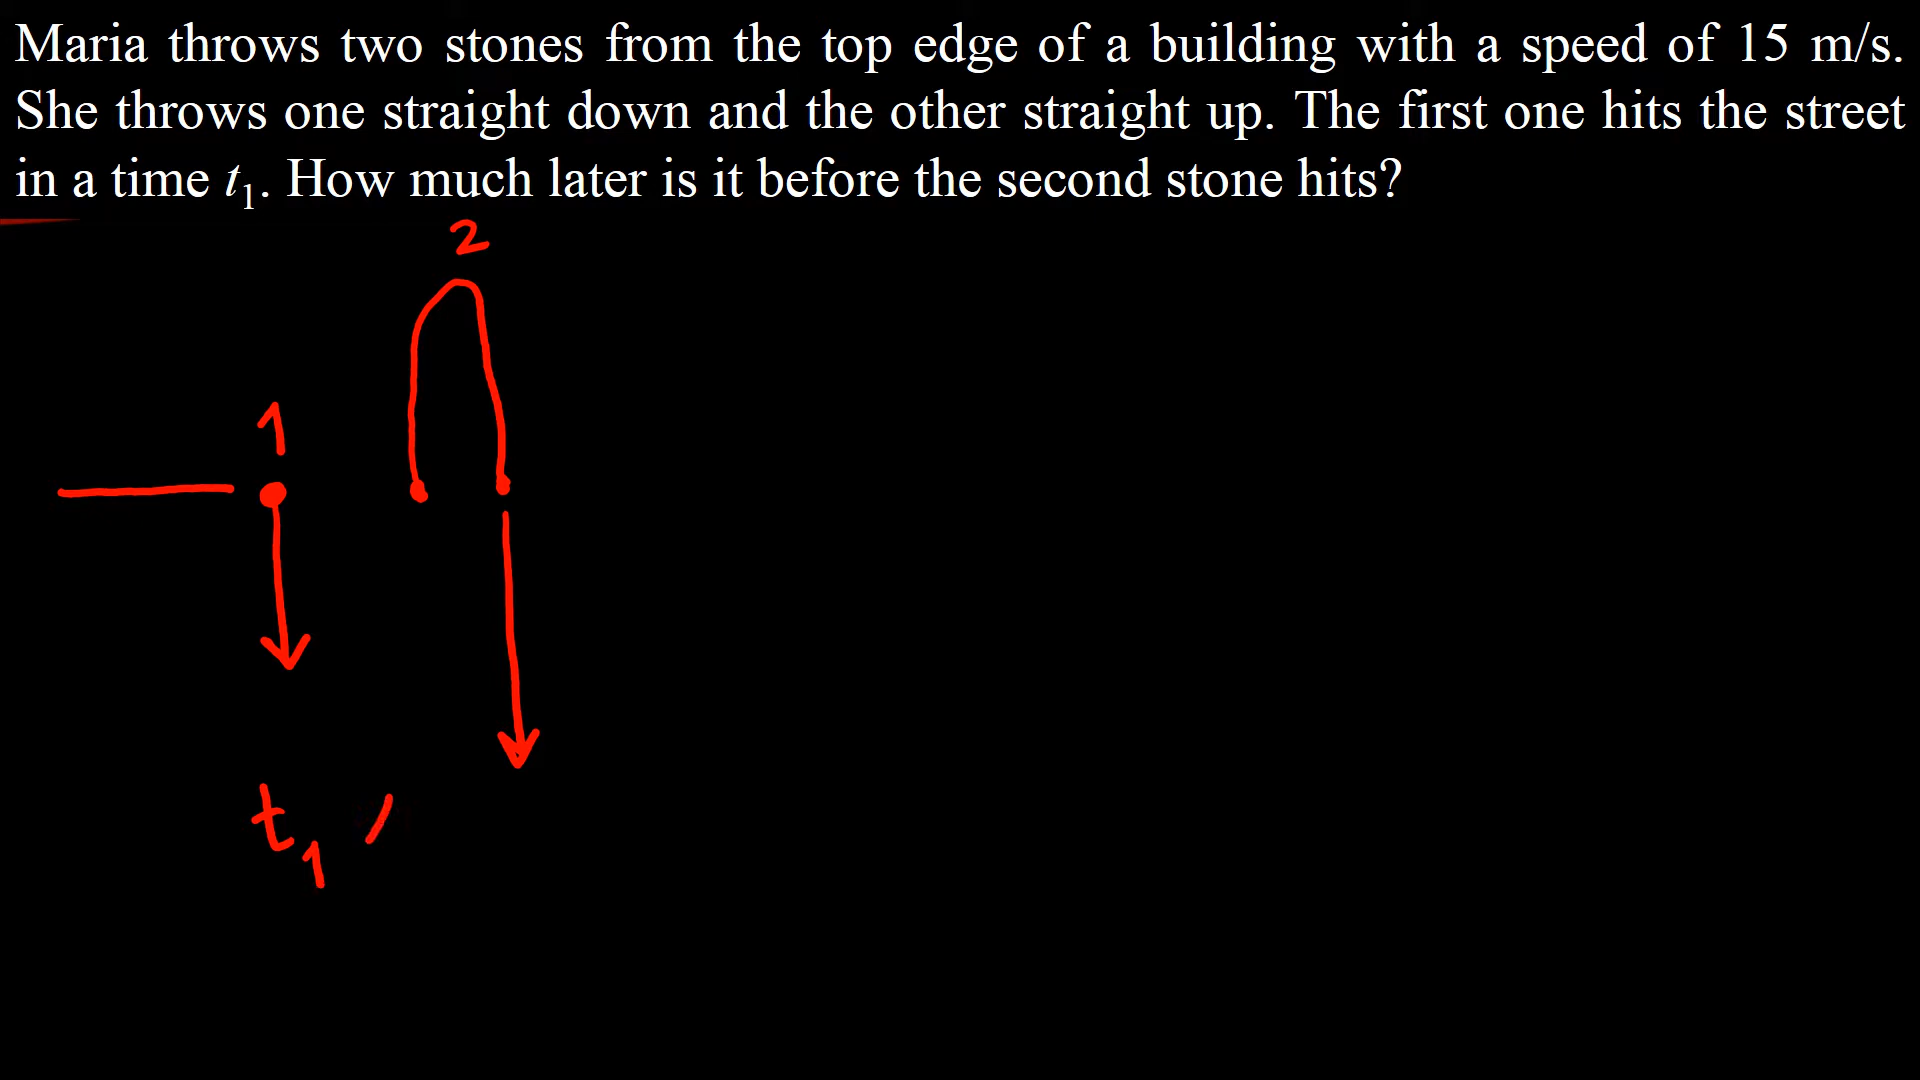 Maria throws two stones from the top edge of a building with a speed of 15 m/s.
She throws one straight down and the other straight up. The first one hits the street
in a time t₁. How much later is it before the second stone hits?
2
1
t₁ ,